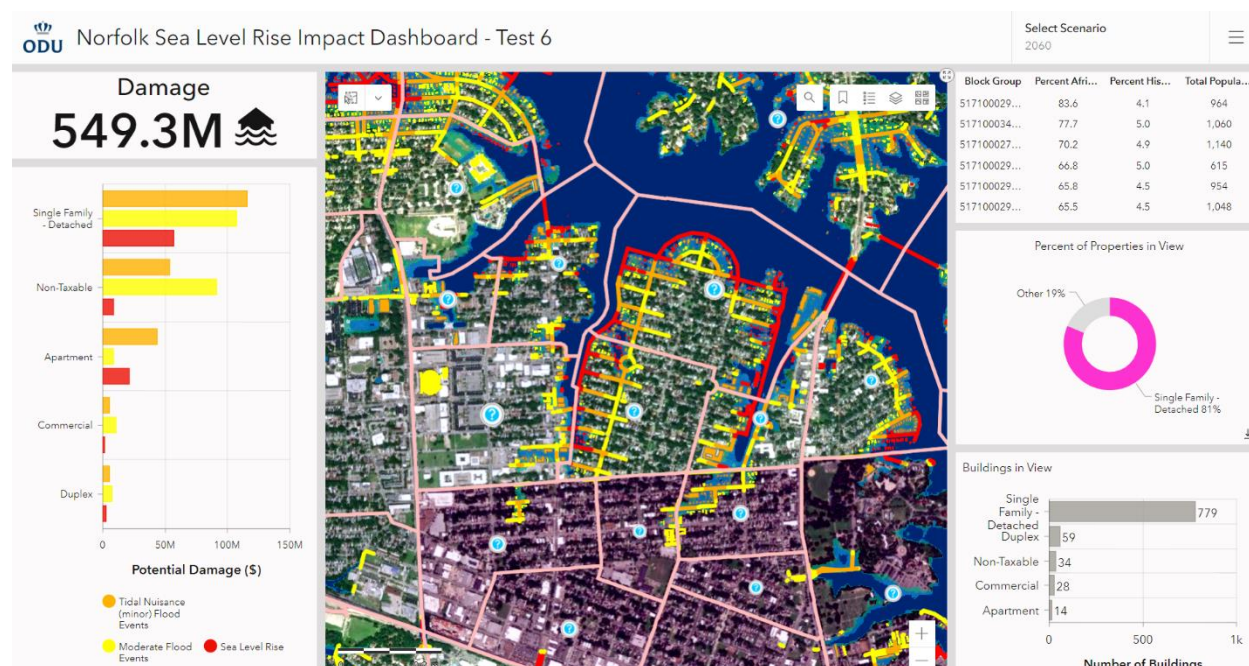 ODU
Norfolk Sea Level Rise Impact Dashboard - Test 6
Select Scenario
2060
Damage
549.3M
Single Family
- Detached
Non-Taxable
Apartment
Commercial
Duplex
0 50M 100M 150M
Potential Damage ($)
Tidal Nuisance
(minor) Flood
Events
Moderate Flood
Events
Sea Level Rise
?
?
?
?
?
?
?
?
?
?
?
?
?
?
Block Group Percent Afri... Percent His... Total Popula...
517100029... 83.6 4.1 964
517100034... 77.7 5.0 1,060
517100027... 70.2 4.9 1,140
517100029... 66.8 5.0 615
517100029... 65.8 4.5 954
517100029... 65.5 4.5 1,048
Percent of Properties in View
Other 19%
Single Family -
Detached 81%
Buildings in View
Single
Family -
Detached
779
Duplex
59
Non-Taxable
34
Commercial
28
Apartment
14
0 500 1k
Number of Buildings